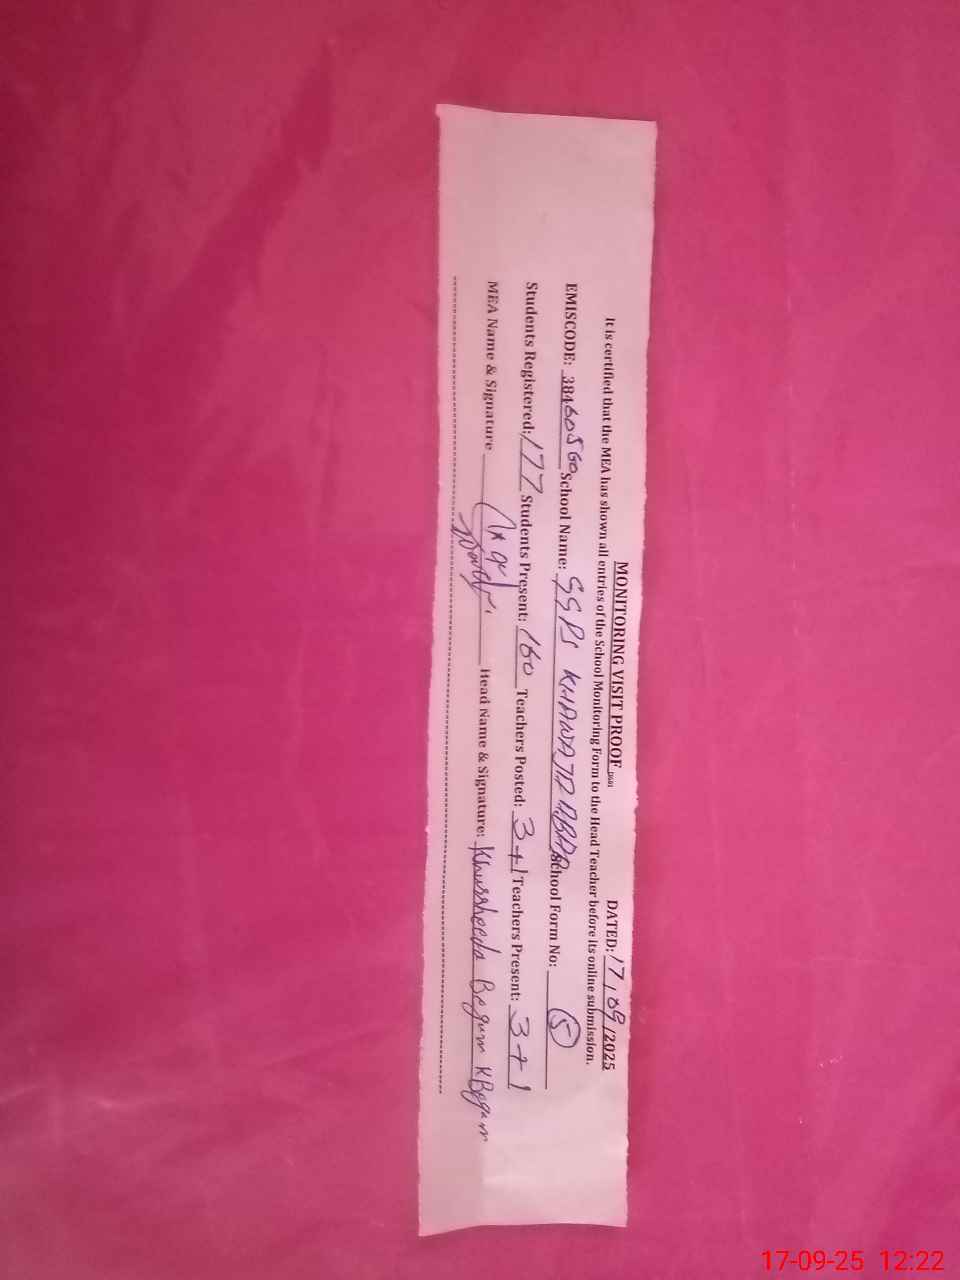 MONITORING VISIT PROOF DATED: 17/09/2025
It is certified that the MEA has shown all entries of the School Monitoring Form to the Head Teacher before its online submission.
EMISCODE: 38460560 School Name: GGPS KHAWAJA ABAD School Form No: 5
Students Registered: 177 Students Present: 160 Teachers Posted: 3+1 Teachers Present: 3+1
MEA Name & Signature Head Name & Signature: Khursheeda Begum KBegum
17-09-25 12:22